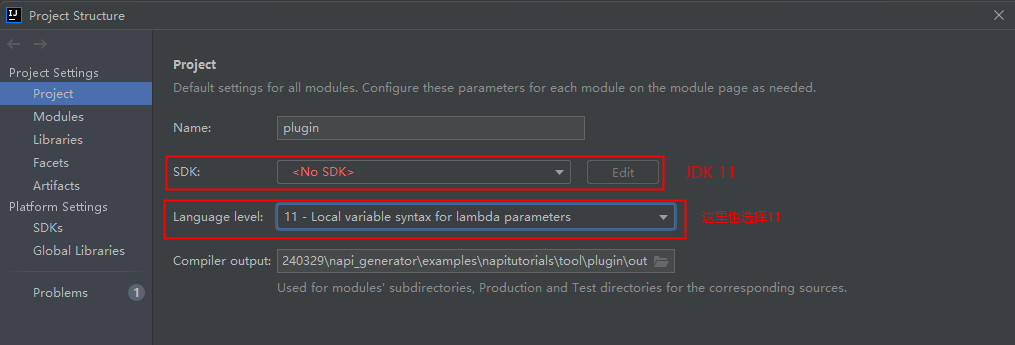 IJ Project Structure
Project Settings
Project
Modules
Libraries
Facets
Artifacts
Platform Settings
SDKs
Global Libraries
Problems 1
Project
Default settings for all modules. Configure these parameters for each module on the module page as needed.
Name: plugin
SDK: <No SDK> Edit JDK 11
Language level: 11 - Local variable syntax for lambda parameters 这里也选择11
Compiler output: 240329\napi_generator\examples\napitutorials\tool\plugin\out
Used for modules' subdirectories, Production and Test directories for the corresponding sources.